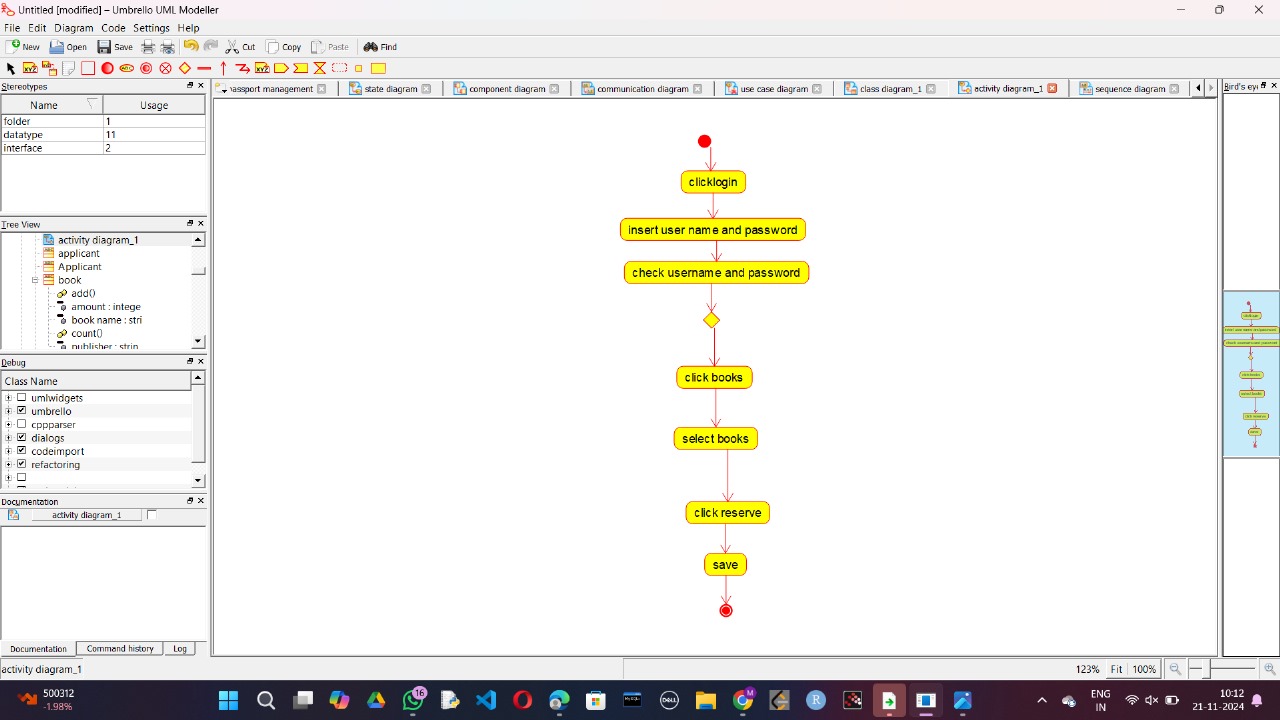 Untitled [modified] – Umbrello UML Modeller
File Edit Diagram Code Settings Help
New Open Save Cut Copy Paste Find
Stereotypes
Name Usage
folder 1
datatype 11
interface 2
Tree View
activity diagram_1
applicant
Applicant
book
add()
amount : intege
book name : stri
count()
publisher : strin
Debug
Class Name
umlwidgets
umbrello
cppparser
dialogs
codeimport
refactoring
Documentation
activity diagram_1
Documentation Command history Log
activity diagram_1
assport management state diagram component diagram communication diagram use case diagram class diagram_1 activity diagram_1 sequence diagram
clicklogin
insert user name and password
check username and password
click books
select books
click reserve
save
Bird's eye
123% Fit 100%
500312
-1.98%
16
ENG
IN
10:12
21-11-2024